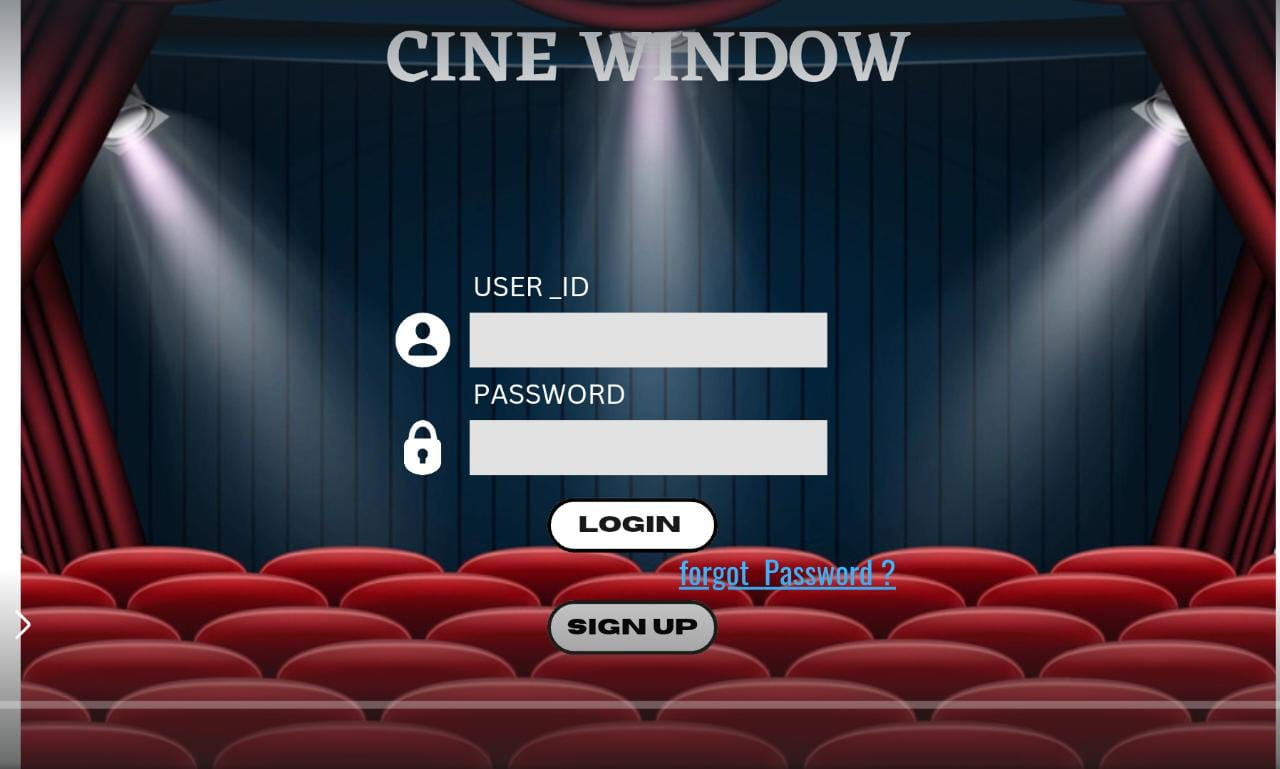 CINE WINDOW
USER _ID
PASSWORD
LOGIN
forgot Password ?
SIGN UP